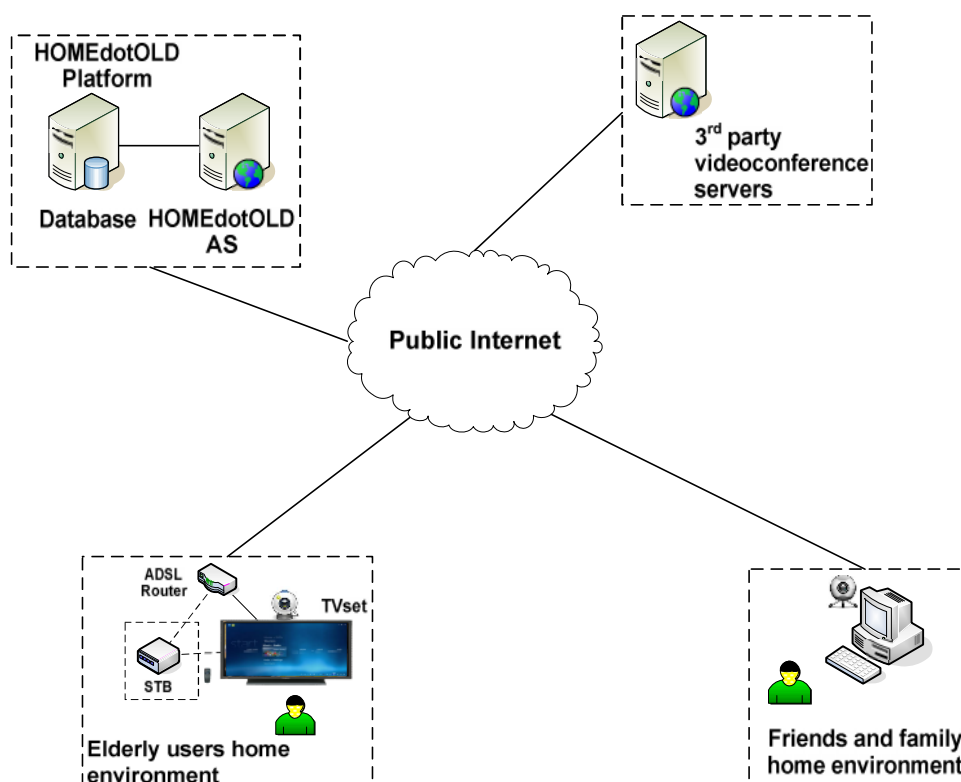 HOMEdotOLD
Platform
Database
HOMEdotOLD
AS
3rd party
videoconference
servers
Public Internet
ADSL
Router
TVset
STB
Elderly users home
environment
Friends and family
home environment